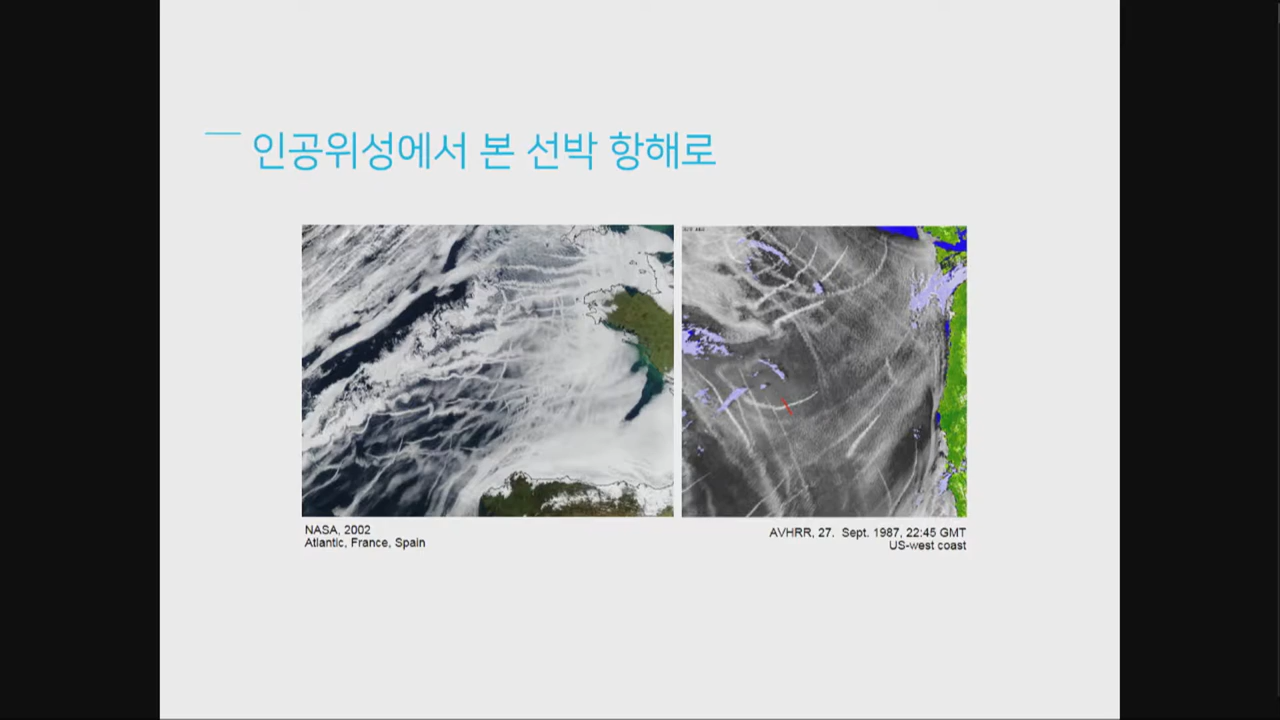 인공위성에서 본 선박 항해로
NASA, 2002
Atlantic, France, Spain
AVHRR, 27. Sept. 1987, 22:45 GMT
US-west coast